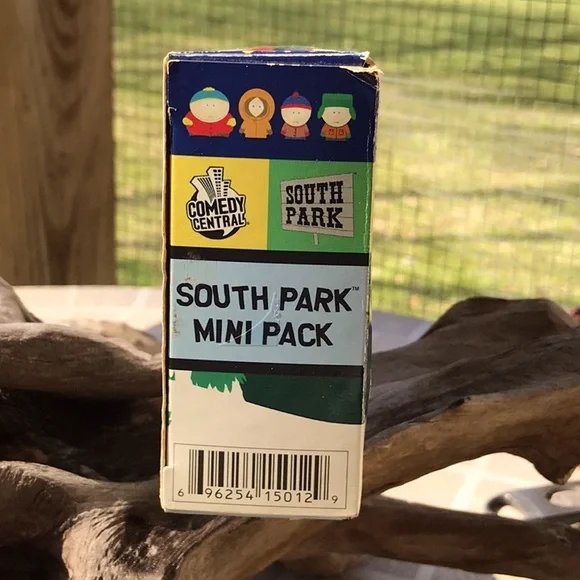 COMEDY
CENTRAL
SOUTH
PARK
SOUTH PARK™
MINI PACK
6 96254 15012 9